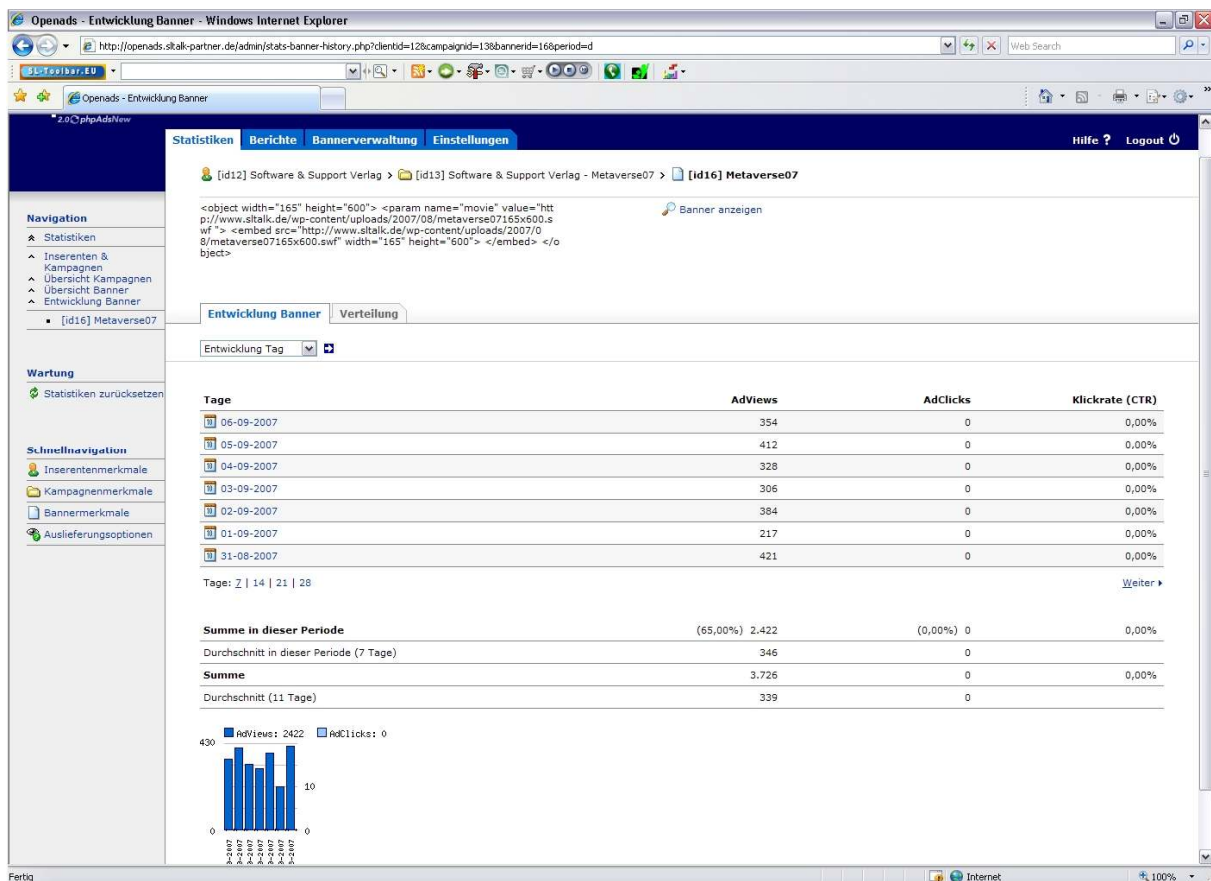 Openads - Entwicklung Banner - Windows Internet Explorer
http://openads.sltalk-partner.de/admin/stats-banner-history.php?clientid=12&campaignid=13&bannerid=16&period=d
Web Search
SL-Toolbar.EU
Openads - Entwicklung Banner
2.0 phpAdsNew
Statistiken Berichte Bannerverwaltung Einstellungen Hilfe ? Logout
[id12] Software & Support Verlag > [id13] Software & Support Verlag - Metaverse07 > [id16] Metaverse07
<object width="165" height="600"> <param name="movie" value="htt
p://www.sltalk.de/wp-content/uploads/2007/08/metaverse07165x600.s
wf "> <embed src="http://www.sltalk.de/wp-content/uploads/2007/0
8/metaverse07165x600.swf" width="165" height="600"> </embed> </o
bject>
Banner anzeigen
Navigation
Statistiken
Inserenten &
Kampagnen
Übersicht Kampagnen
Übersicht Banner
Entwicklung Banner
[id16] Metaverse07
Wartung
Statistiken zurücksetzen
Schnellnavigation
Inserentenmerkmale
Kampagnenmerkmale
Bannermerkmale
Auslieferungsoptionen
Entwicklung Banner Verteilung
Entwicklung Tag
Tage AdViews AdClicks Klickrate (CTR)
06-09-2007 354 0 0,00%
05-09-2007 412 0 0,00%
04-09-2007 328 0 0,00%
03-09-2007 306 0 0,00%
02-09-2007 384 0 0,00%
01-09-2007 217 0 0,00%
31-08-2007 421 0 0,00%
Tage: 7 | 14 | 21 | 28 Weiter
Summe in dieser Periode (65,00%) 2.422 (0,00%) 0 0,00%
Durchschnitt in dieser Periode (7 Tage) 346 0
Summe 3.726 0 0,00%
Durchschnitt (11 Tage) 339 0
AdViews: 2422 AdClicks: 0
430
10
0 0
Fertig Internet 100%